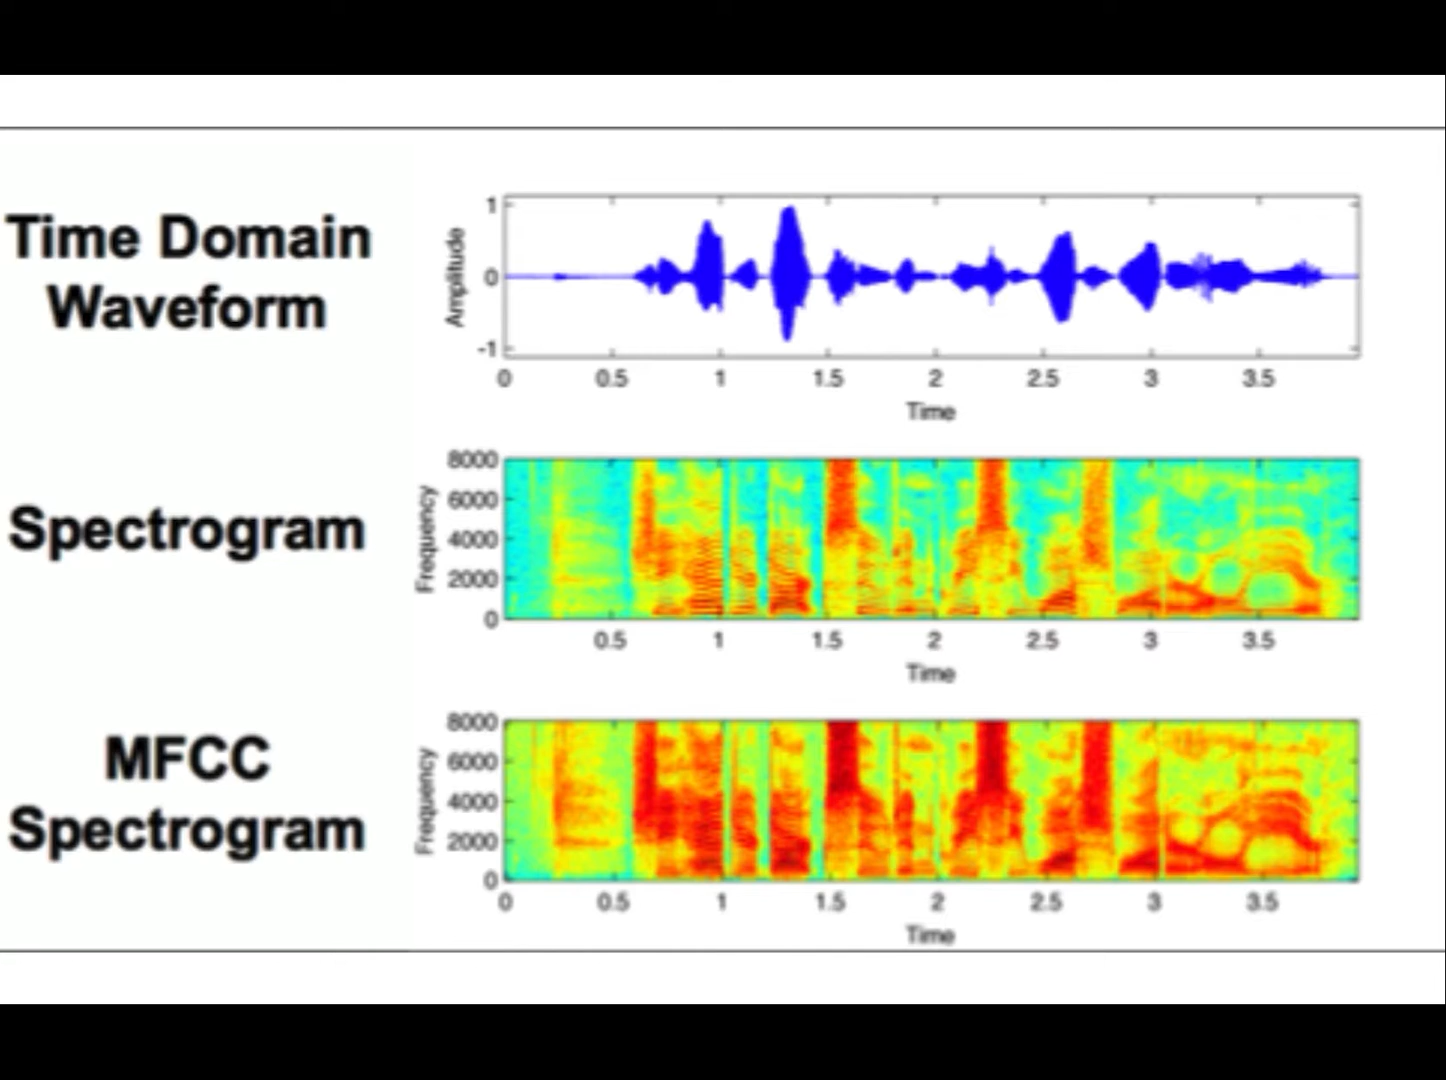 Time Domain
Waveform
Amplitude
1
0
-1
0 0.5 1 1.5 2 2.5 3 3.5
Time
Spectrogram
Frequency
8000
6000
4000
2000
0
0.5 1 1.5 2 2.5 3 3.5
Time
MFCC
Spectrogram
Frequency
8000
6000
4000
2000
0
0 0.5 1 1.5 2 2.5 3 3.5
Time